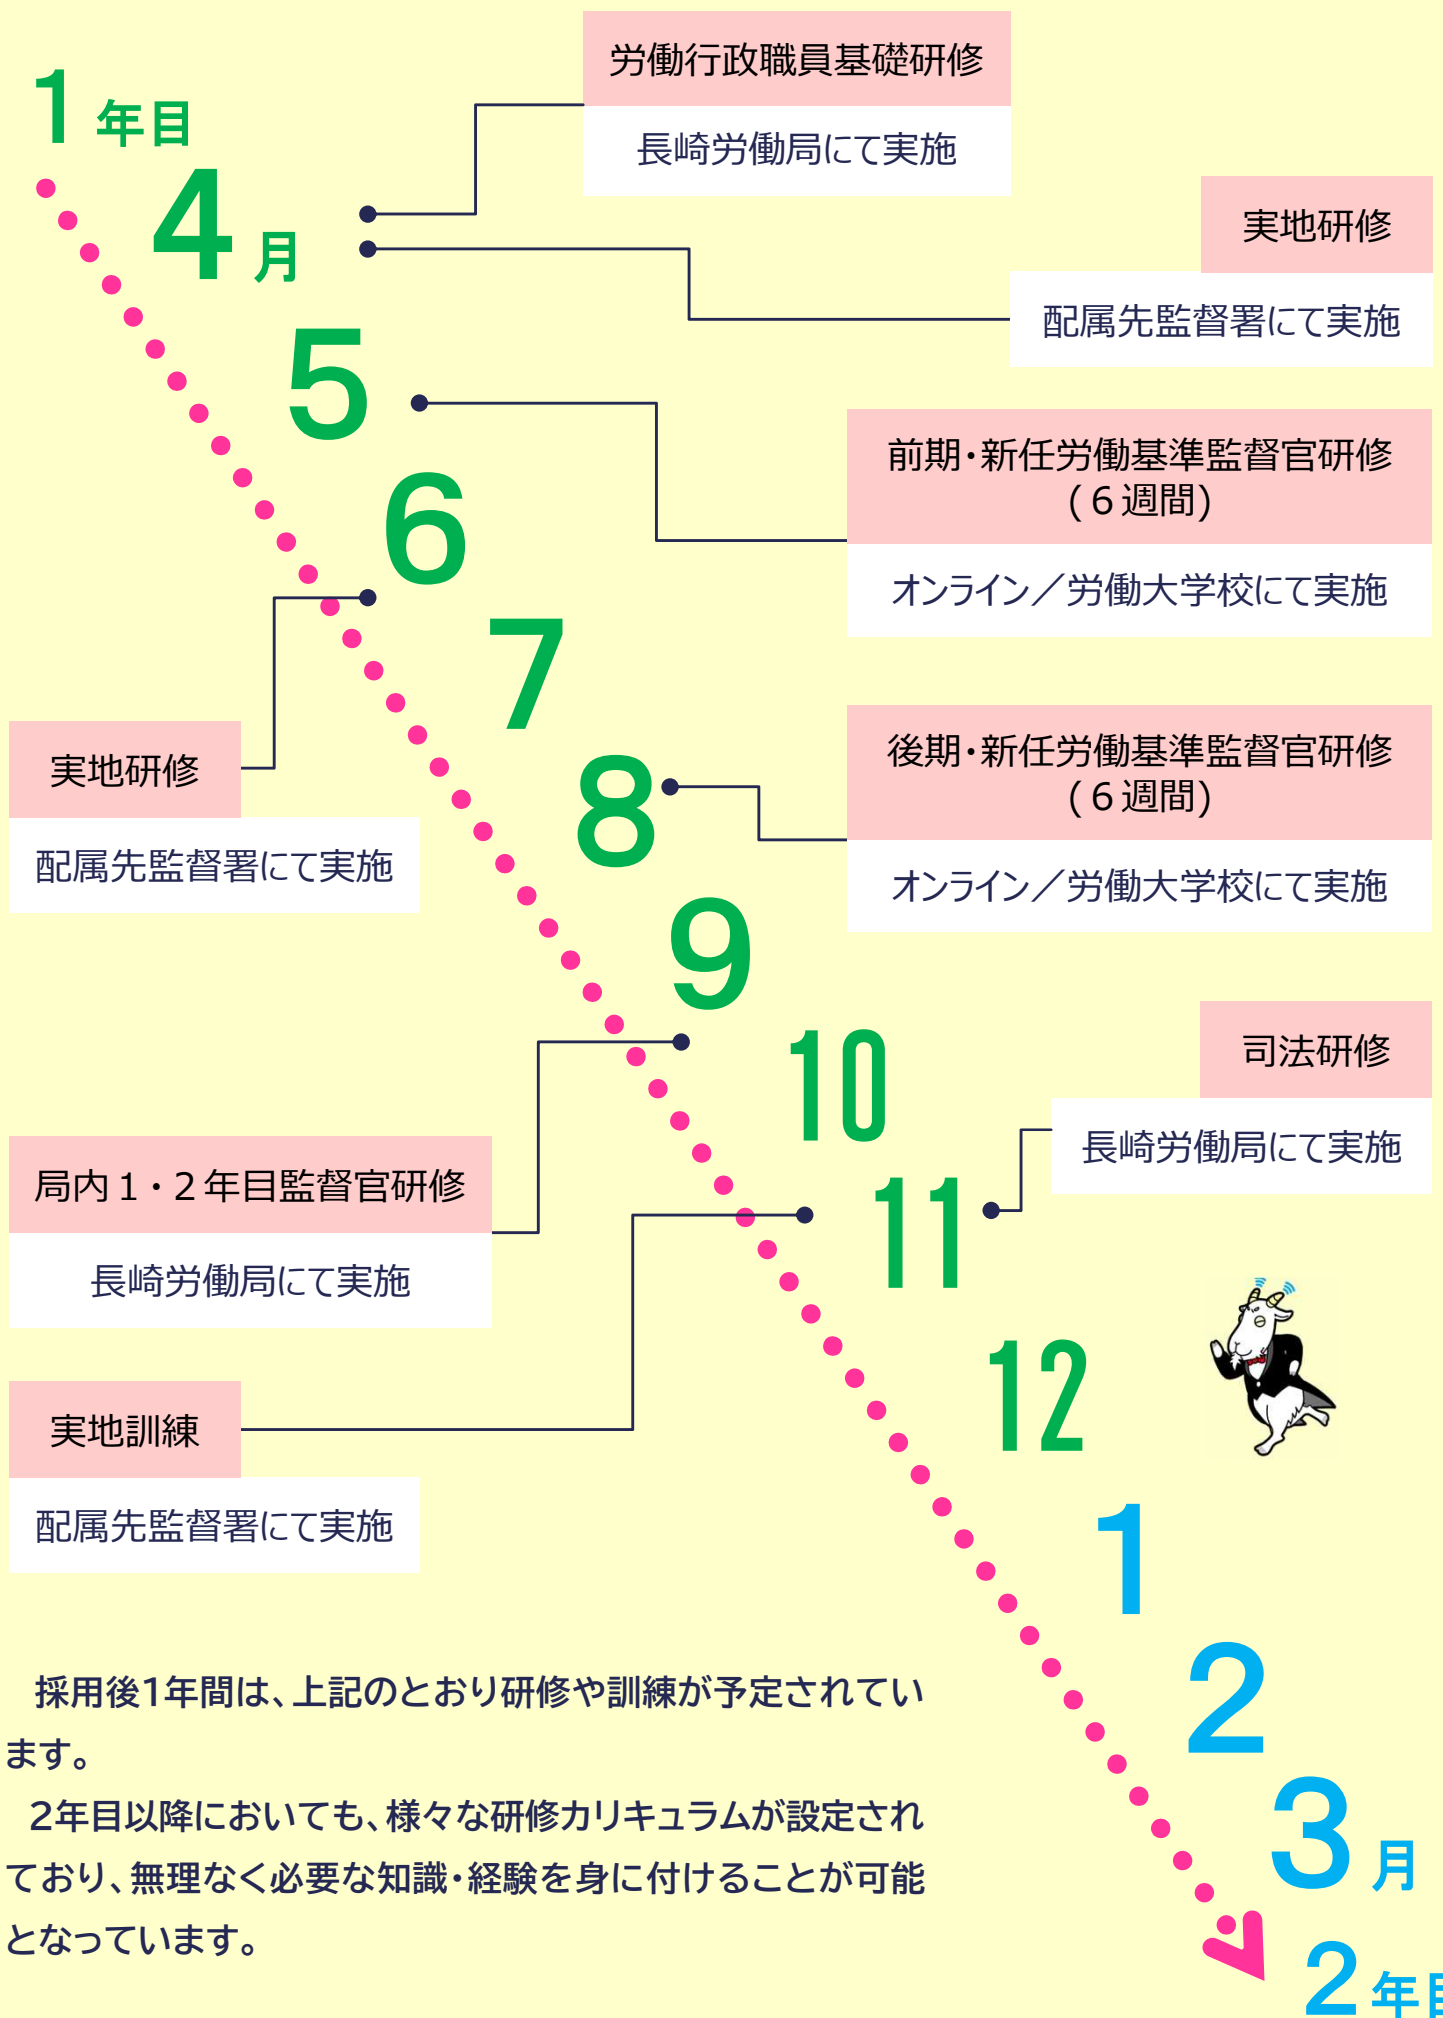 1年目
労働行政職員基礎研修
長崎労働局にて実施
4月
実地研修
配属先監督署にて実施
5
前期・新任労働基準監督官研修
(６週間)
オンライン／労働大学校にて実施
6
7
実地研修
配属先監督署にて実施
8
後期・新任労働基準監督官研修
(６週間)
オンライン／労働大学校にて実施
9
10
司法研修
長崎労働局にて実施
局内１・２年目監督官研修
長崎労働局にて実施
11
12
実地訓練
配属先監督署にて実施
1
2
3月
2年目
採用後1年間は、上記のとおり研修や訓練が予定されてい
ます。
2年目以降においても、様々な研修カリキュラムが設定され
ており、無理なく必要な知識・経験を身に付けることが可能
となっています。